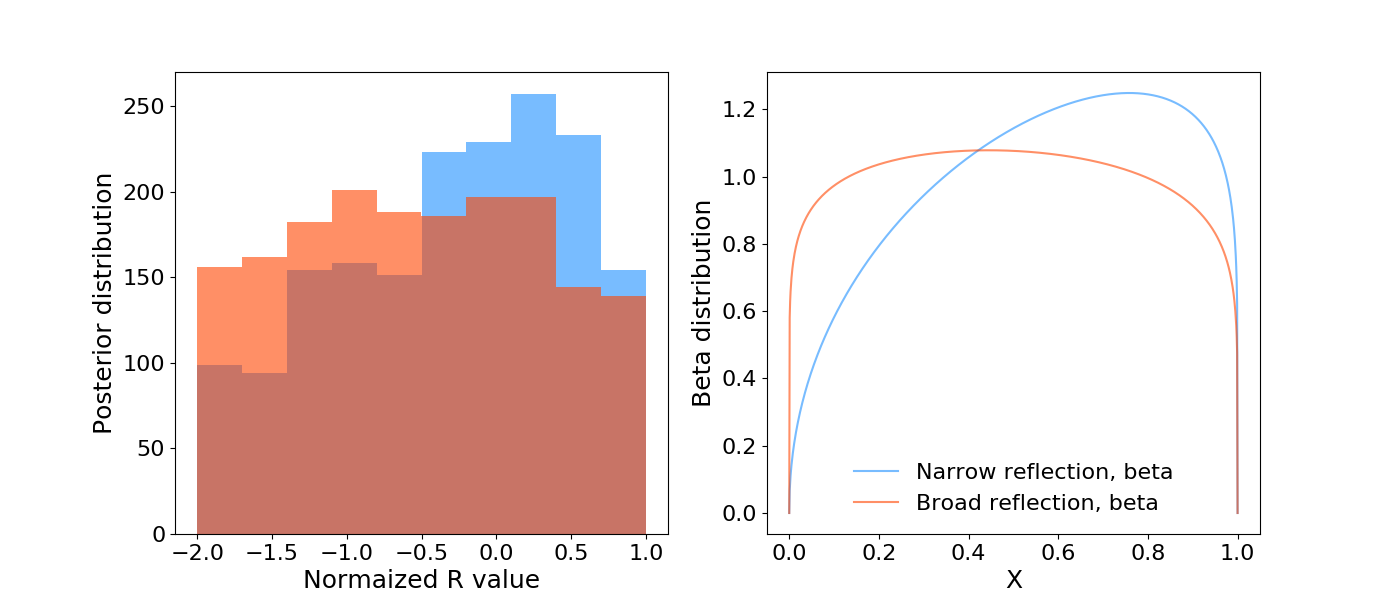 Posterior distribution
250
200
150
100
50
0
−2.0 −1.5 −1.0 −0.5 0.0 0.5 1.0
Normaized R value
Beta distribution
1.2
1.0
0.8
0.6
0.4
0.2
0.0
Narrow reflection, beta
Broad reflection, beta
0.0 0.2 0.4 0.6 0.8 1.0
X